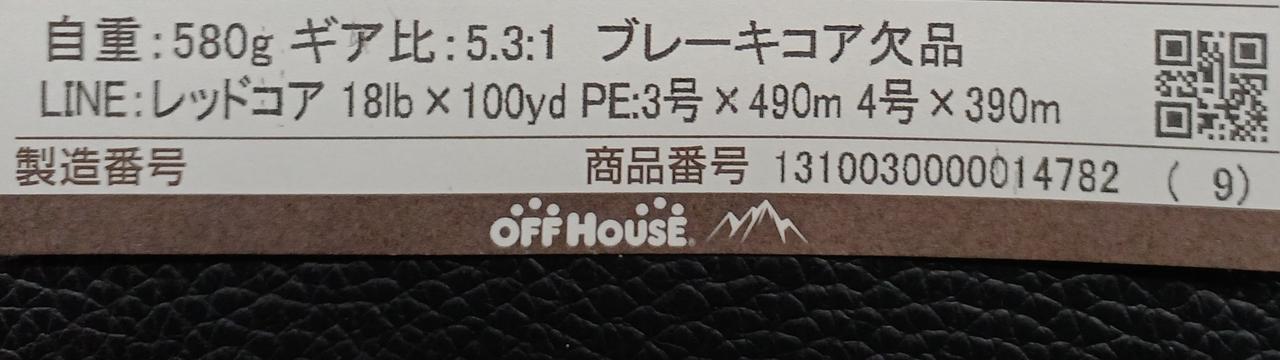 自重:580g ギア比:5.3:1 ブレーキコア欠品
LINE:レッドコア 18lb×100yd PE:3号×490m 4号×390m
製造番号 商品番号 1310030000014782 ( 9)
OFF HOUSE